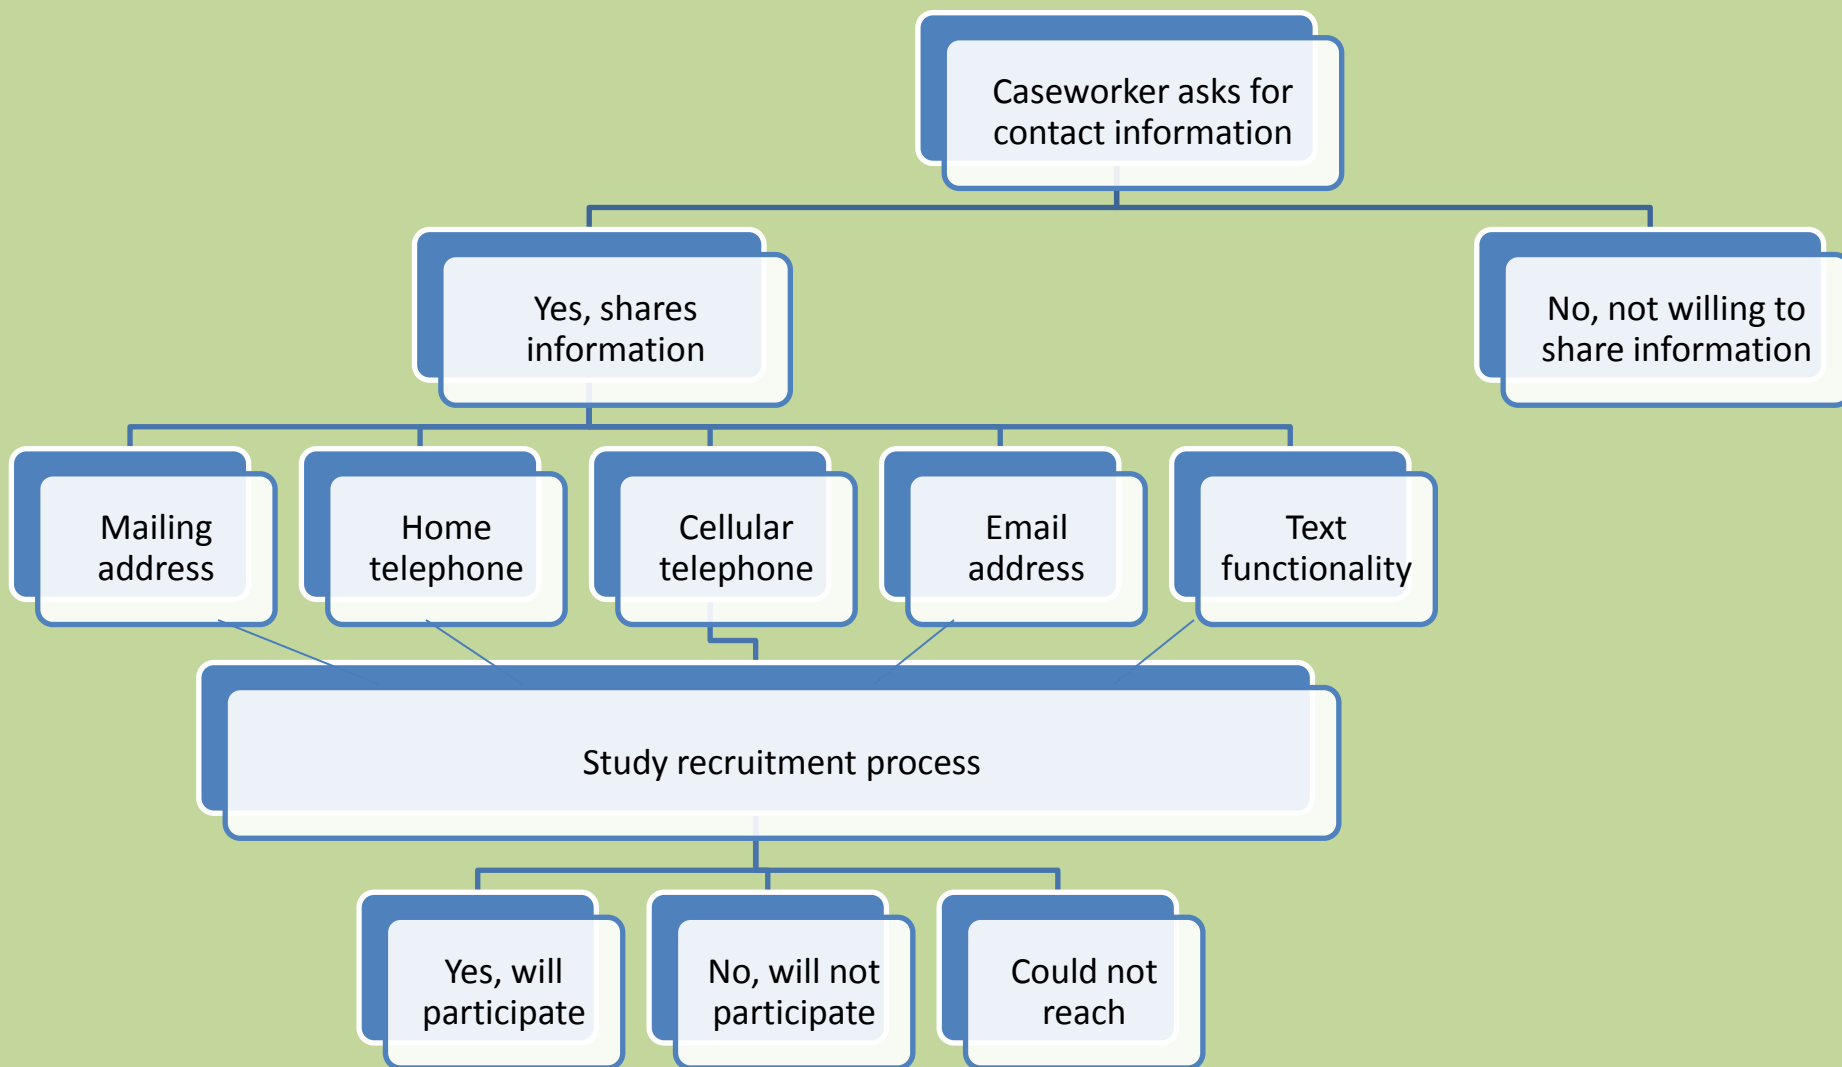 Caseworker asks for
contact information
Yes, shares
information
No, not willing to
share information
Mailing
address
Home
telephone
Cellular
telephone
Email
address
Text
functionality
Study recruitment process
Yes, will
participate
No, will not
participate
Could not
reach